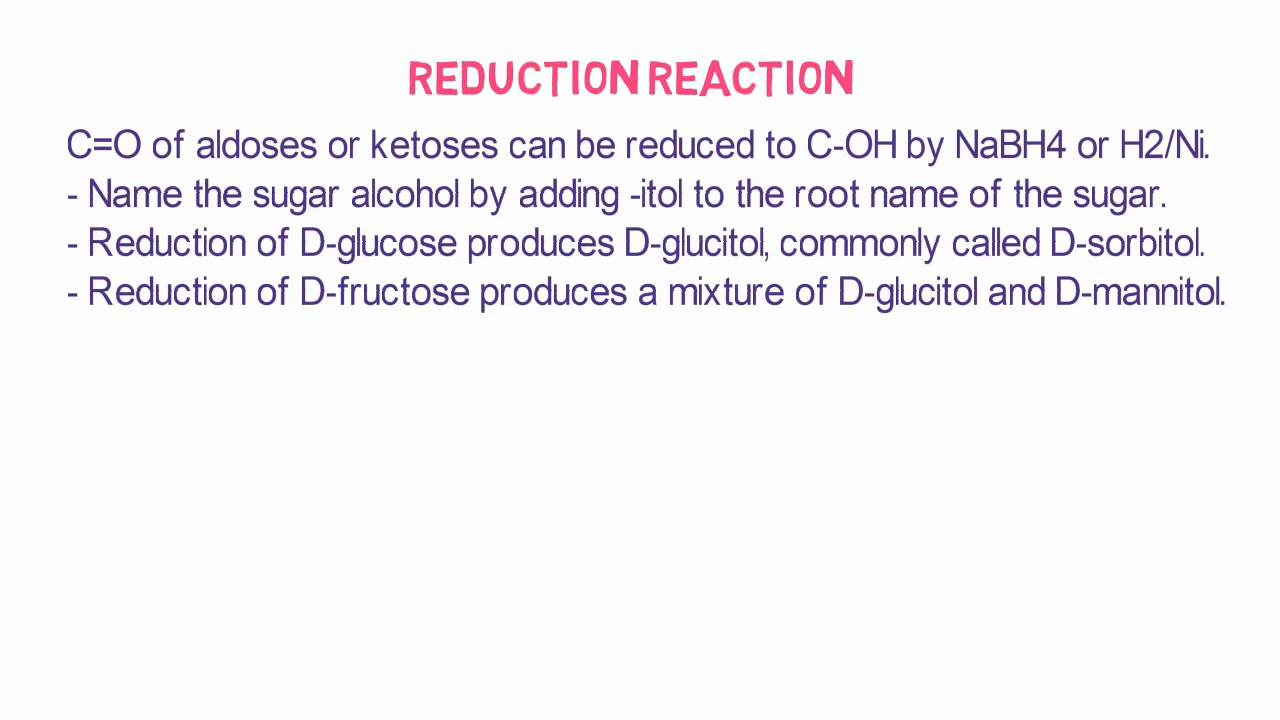 REDUCTION REACTION
C=O of aldoses or ketoses can be reduced to C-OH by NaBH4 or H2/Ni.
- Name the sugar alcohol by adding -itol to the root name of the sugar.
- Reduction of D-glucose produces D-glucitol, commonly called D-sorbitol.
- Reduction of D-fructose produces a mixture of D-glucitol and D-mannitol.